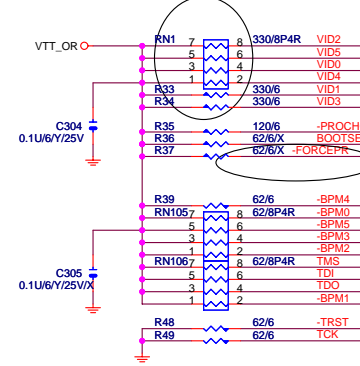 RN1 7 8 330/8P4R VID2
VTT_OR 5 6 VID5
3 4 VID0
1 2 VID4
R33 330/6 VID1
R34 330/6 VID3
C304
0.1U/6/Y/25V
R35 120/6 -PROCH
R36 62/6/X BOOTSE
R37 62/6/X -FORCEPR
R39 62/6 -BPM4
RN105 7 8 62/8P4R -BPM0
5 6 -BPM5
3 4 -BPM3
1 2 -BPM2
RN106 7 8 62/8P4R TMS
C305 5 6 TDI
0.1U/6/Y/25V/X 3 4 TDO
1 2 -BPM1
R48 62/6 -TRST
R49 62/6 TCK